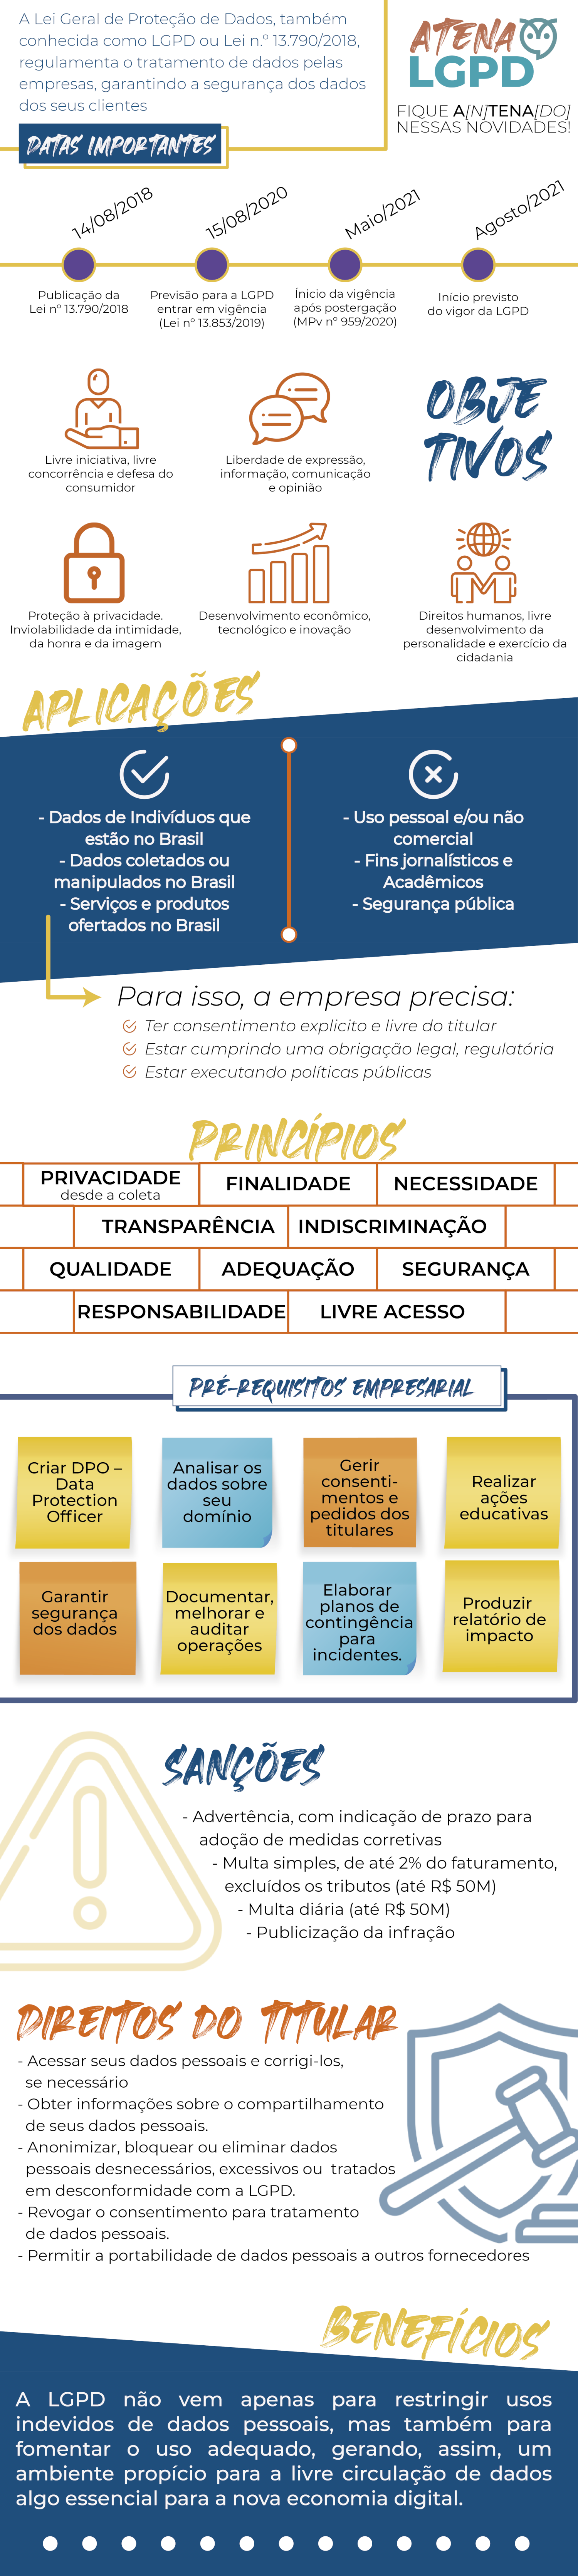 A Lei Geral de Proteção de Dados, também
conhecida como LGPD ou Lei n.º 13.790/2018,
regulamenta o tratamento de dados pelas
empresas, garantindo a segurança dos dados
dos seus clientes
ATENA
LGPD
FIQUE A[N]TENA[DO]
NESSAS NOVIDADES!
DATAS IMPORTANTES
14/08/2018
15/08/2020
Maio/2021
Agosto/2021
Publicação da
Lei nº 13.790/2018
Previsão para a LGPD
entrar em vigência
(Lei nº 13.853/2019)
Ínicio da vigência
após postergação
(MPv nº 959/2020)
Início previsto
do vigor da LGPD
OBJE
TIVOS
Livre iniciativa, livre
concorrência e defesa do
consumidor
Liberdade de expressão,
informação, comunicação
e opinião
Proteção à privacidade.
Inviolabilidade da intimidade,
da honra e da imagem
Desenvolvimento econômico,
tecnológico e inovação
Direitos humanos, livre
desenvolvimento da
personalidade e exercício da
cidadania
APLICAÇÕES
- Dados de Indivíduos que
estão no Brasil
- Dados coletados ou
manipulados no Brasil
- Serviços e produtos
ofertados no Brasil
- Uso pessoal e/ou não
comercial
- Fins jornalísticos e
Acadêmicos
- Segurança pública
Para isso, a empresa precisa:
Ter consentimento explicito e livre do titular
Estar cumprindo uma obrigação legal, regulatória
Estar executando políticas públicas
PRINCÍPIOS
PRIVACIDADE
desde a coleta
FINALIDADE
NECESSIDADE
TRANSPARÊNCIA
INDISCRIMINAÇÃO
QUALIDADE
ADEQUAÇÃO
SEGURANÇA
RESPONSABILIDADE
LIVRE ACESSO
PRÉ-REQUISITOS EMPRESARIAL
Criar DPO –
Data
Protection
Officer
Analisar os
dados sobre
seu
domínio
Gerir
consenti-
mentos e
pedidos dos
titulares
Realizar
ações
educativas
Garantir
segurança
dos dados
Documentar,
melhorar e
auditar
operações
Elaborar
planos de
contingência
para
incidentes.
Produzir
relatório de
impacto
SANÇÕES
- Advertência, com indicação de prazo para
adoção de medidas corretivas
- Multa simples, de até 2% do faturamento,
excluídos os tributos (até R$ 50M)
- Multa diária (até R$ 50M)
- Publicização da infração
DIREITOS DO TITULAR
- Acessar seus dados pessoais e corrigi-los,
se necessário
- Obter informações sobre o compartilhamento
de seus dados pessoais.
- Anonimizar, bloquear ou eliminar dados
pessoais desnecessários, excessivos ou tratados
em desconformidade com a LGPD.
- Revogar o consentimento para tratamento
de dados pessoais.
- Permitir a portabilidade de dados pessoais a outros fornecedores
BENEFÍCIOS
A LGPD não vem apenas para restringir usos
indevidos de dados pessoais, mas também para
fomentar o uso adequado, gerando, assim, um
ambiente propício para a livre circulação de dados
algo essencial para a nova economia digital.